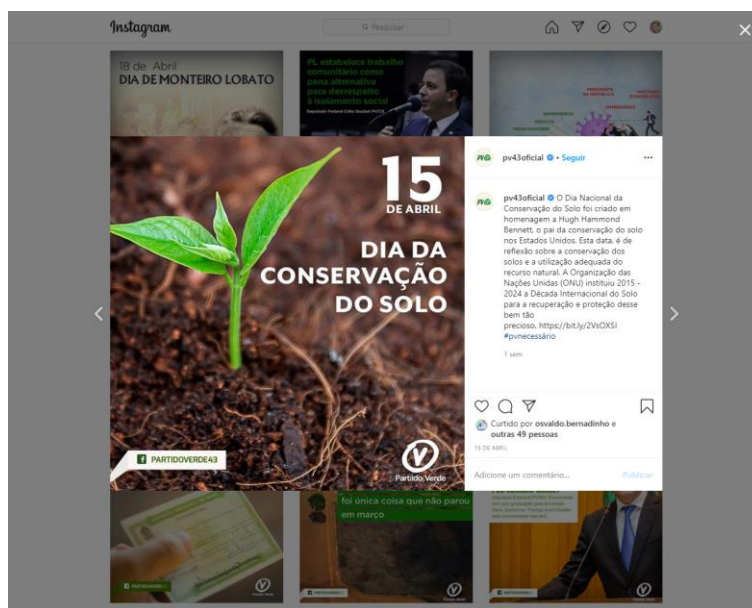 Instagram
Pesquisar
18 de Abril
DIA DE MONTEIRO LOBATO
PL estabelece trabalho
comunitário como
pena alternativa
para desrespeito
a isolamento social
15
DE ABRIL
DIA DA
CONSERVAÇÃO
DO SOLO
PARTIDOVERDE43
Partido Verde
pv43oficial • Seguir
pv43oficial O Dia Nacional da
Conservação do Solo foi criado em
homenagem a Hugh Hammond
Bennett, o pai da conservação do solo
nos Estados Unidos. Esta data, é de
reflexão sobre a conservação dos
solos e a utilização adequada do
recurso natural. A Organização das
Nações Unidas (ONU) instituiu 2015 -
2024 a Década Internacional do Solo
para a recuperação e proteção desse
bem tão
precioso. https://bit.ly/2VsOXSI
#pvnecessário
1 sem
Curtido por osvaldo.bernadinho e
outras 49 pessoas
15 DE ABRIL
Adicione um comentário...
Publicar
foi única coisa que não parou
em março
Partido Verde
Partido Verde
Partido Verde